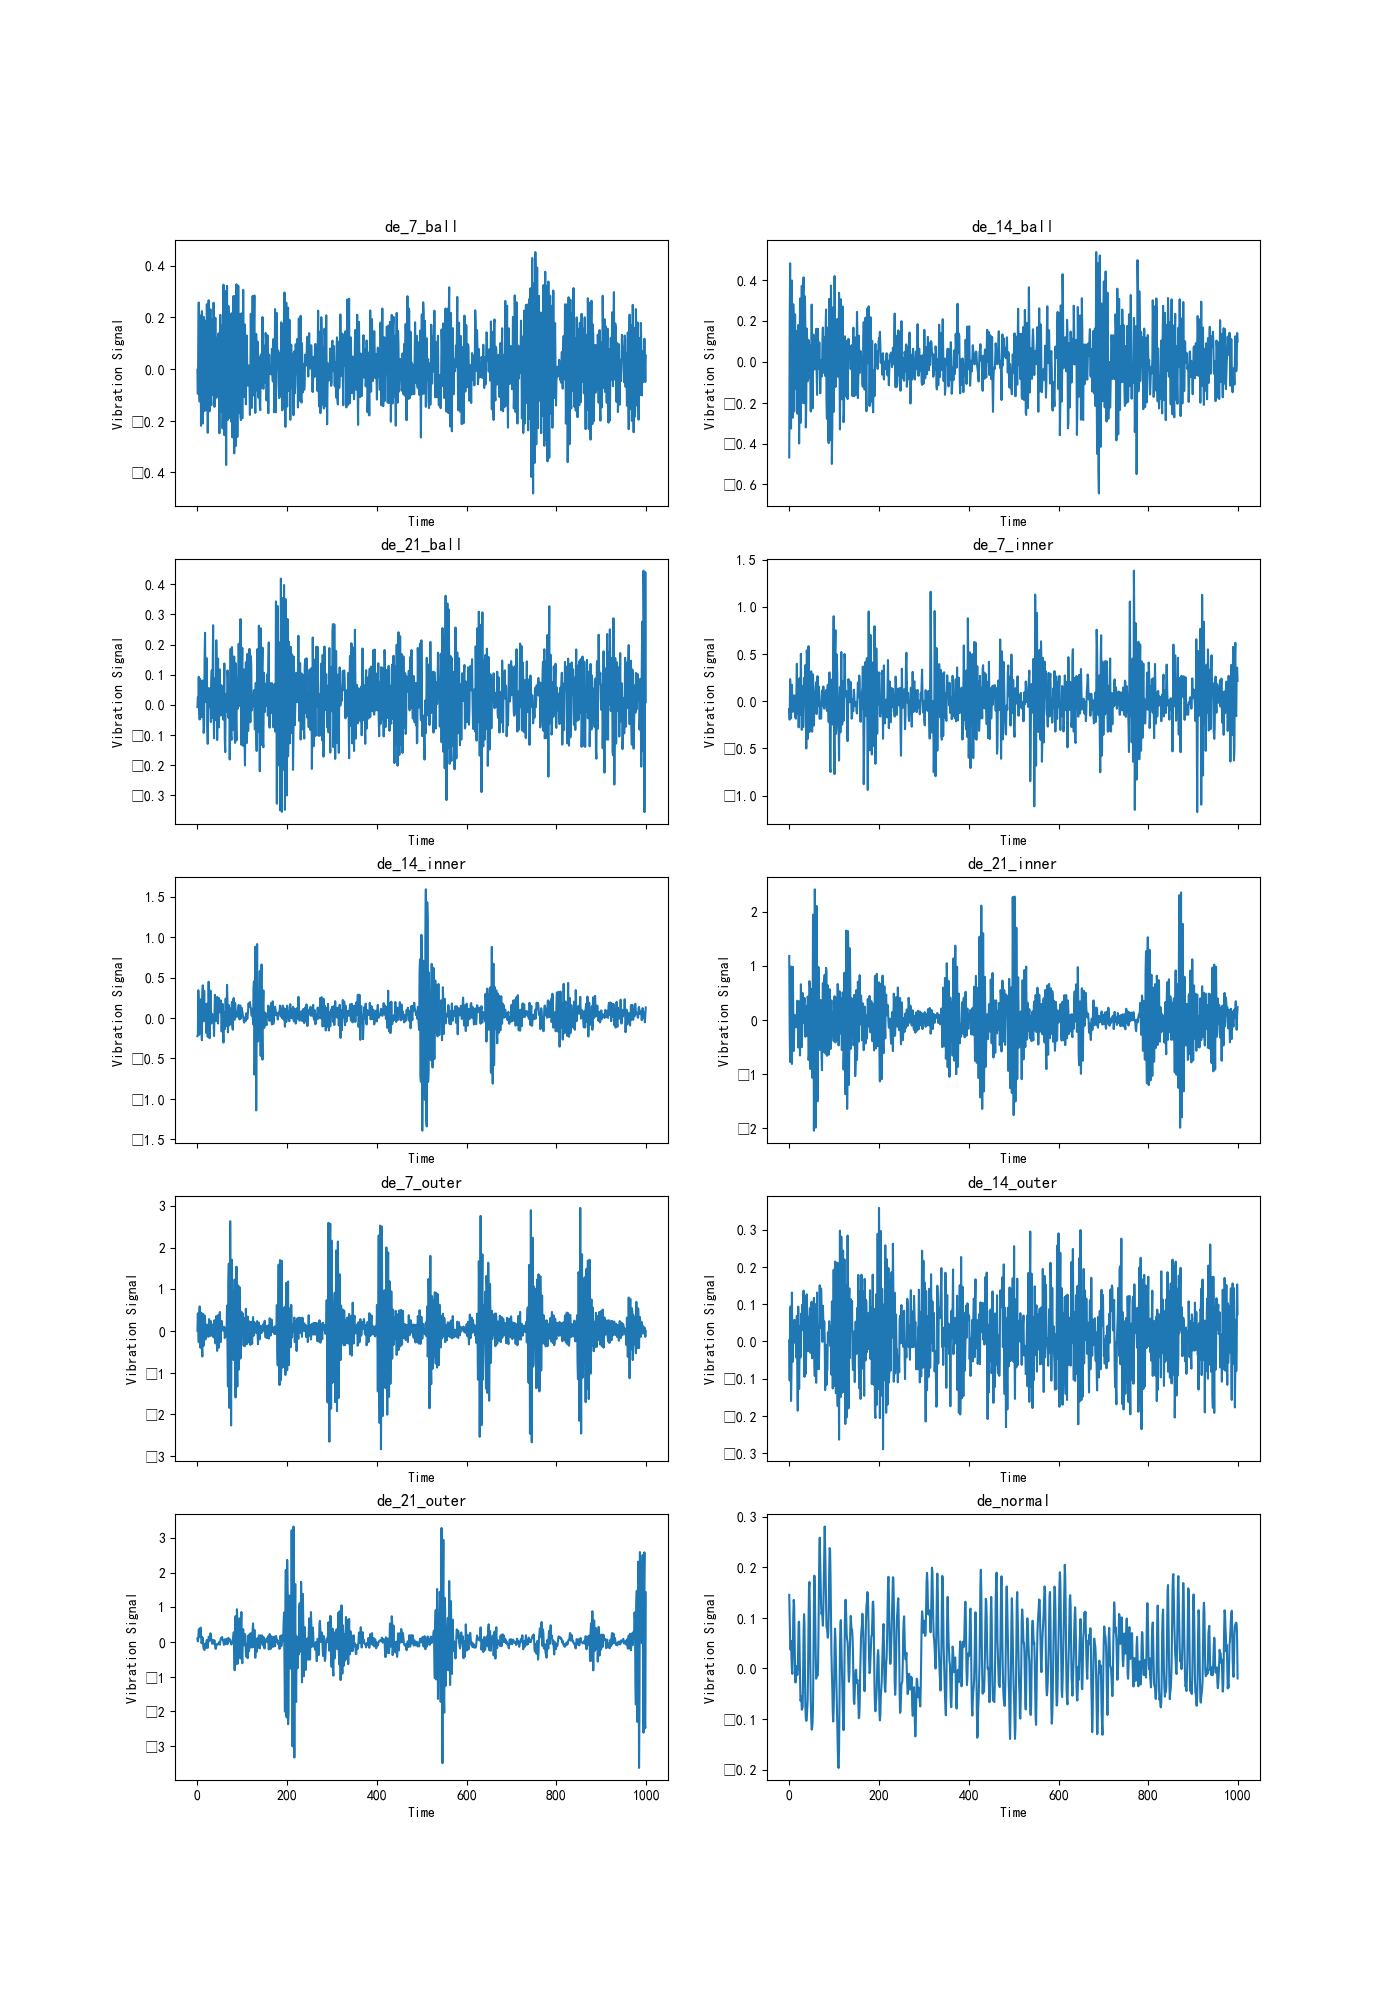 de_7_ball
0.4
0.2
0.0
□0.2
□0.4
Vibration Signal
Time
de_14_ball
0.4
0.2
0.0
□0.2
□0.4
□0.6
Vibration Signal
Time
de_21_ball
0.4
0.3
0.2
0.1
0.0
□0.1
□0.2
□0.3
Vibration Signal
Time
de_7_inner
1.5
1.0
0.5
0.0
□0.5
□1.0
Vibration Signal
Time
de_14_inner
1.5
1.0
0.5
0.0
□0.5
□1.0
□1.5
Vibration Signal
Time
de_21_inner
2
1
0
□1
□2
Vibration Signal
Time
de_7_outer
3
2
1
0
□1
□2
□3
Vibration Signal
Time
de_14_outer
0.3
0.2
0.1
0.0
□0.1
□0.2
□0.3
Vibration Signal
Time
de_21_outer
3
2
1
0
□1
□2
□3
Vibration Signal
0 200 400 600 800 1000
Time
de_normal
0.3
0.2
0.1
0.0
□0.1
□0.2
Vibration Signal
0 200 400 600 800 1000
Time